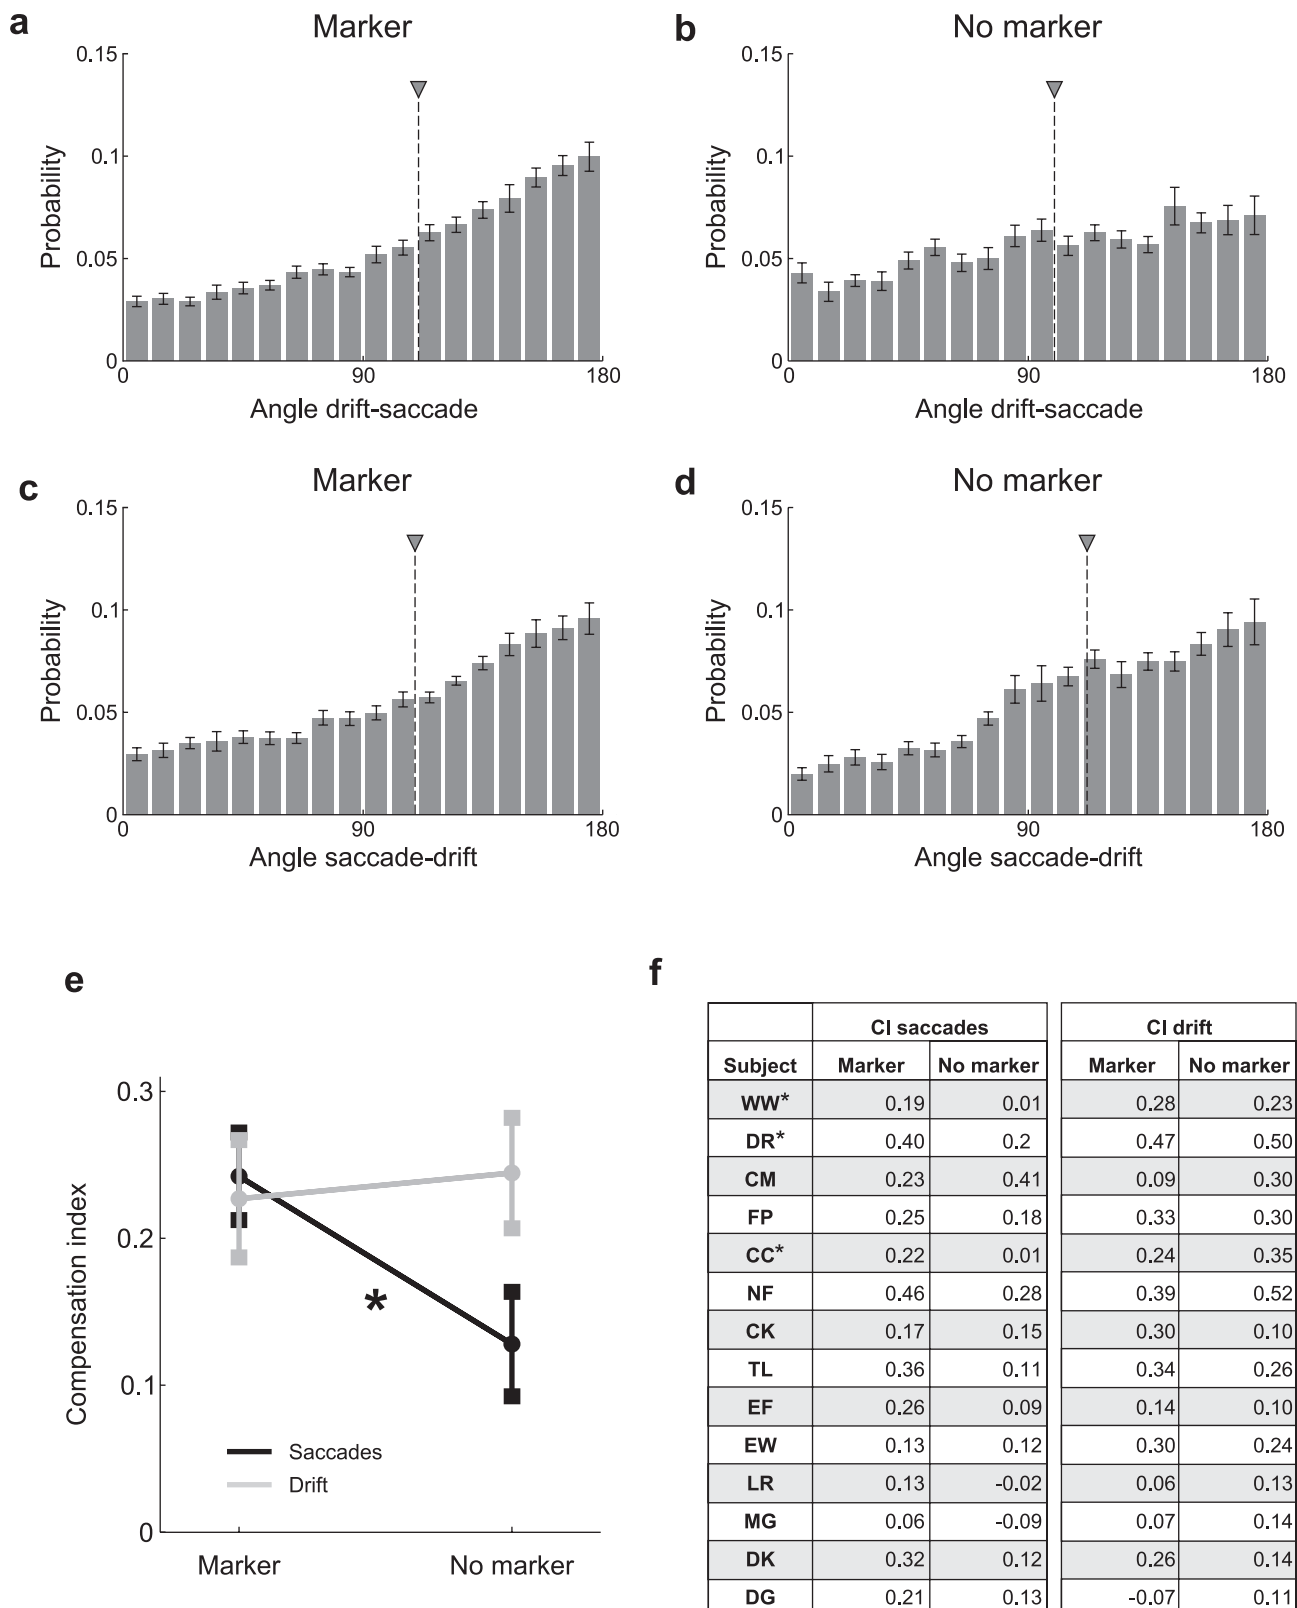 a
Marker
0.15
0.1
0.05
0
Probability
0 90 180
Angle drift-saccade
b
No marker
0.15
0.1
0.05
0
Probability
0 90 180
Angle drift-saccade
c
Marker
0.15
0.1
0.05
0
Probability
0 90 180
Angle saccade-drift
d
No marker
0.15
0.1
0.05
0
Probability
0 90 180
Angle saccade-drift
e
0.3
0.2
0.1
0
Compensation index
*
Saccades
Drift
Marker No marker
f
CI saccades CI drift
Subject Marker No marker Marker No marker
WW* 0.19 0.01 0.28 0.23
DR* 0.40 0.2 0.47 0.50
CM 0.23 0.41 0.09 0.30
FP 0.25 0.18 0.33 0.30
CC* 0.22 0.01 0.24 0.35
NF 0.46 0.28 0.39 0.52
CK 0.17 0.15 0.30 0.10
TL 0.36 0.11 0.34 0.26
EF 0.26 0.09 0.14 0.10
EW 0.13 0.12 0.30 0.24
LR 0.13 -0.02 0.06 0.13
MG 0.06 -0.09 0.07 0.14
DK 0.32 0.12 0.26 0.14
DG 0.21 0.13 -0.07 0.11